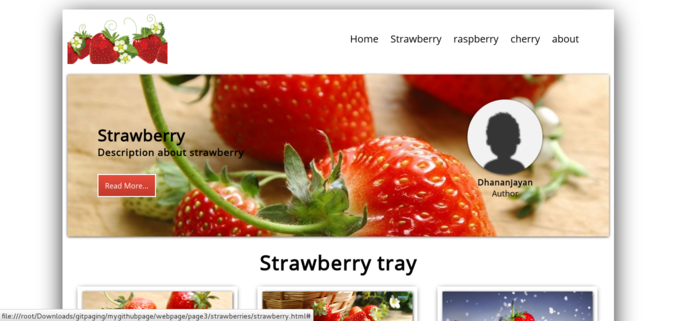 Home Strawberry raspberry cherry about
Strawberry
Description about strawberry
Read More...
Dhananjayan
Author
Strawberry tray
file:///root/Downloads/gitpaging/mygithubpage/webpage/page3/strawberries/strawberry.html#